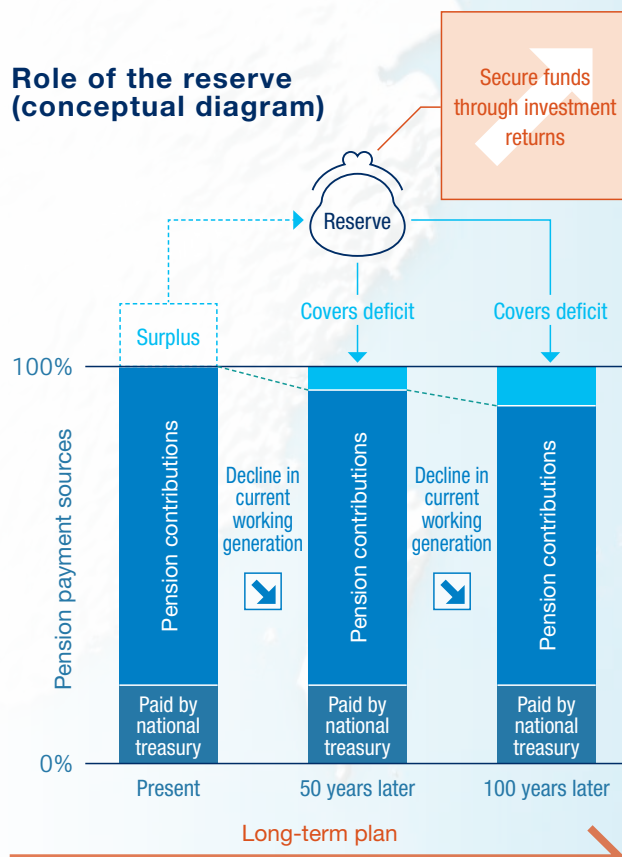 Role of the reserve
(conceptual diagram)
Secure funds
through investment
returns
Reserve
Surplus
Covers deficit
Covers deficit
100%
Pension payment sources
Pension contributions
Decline in
current
working
generation
Pension contributions
Decline in
current
working
generation
Pension contributions
Paid by
national
treasury
Paid by
national
treasury
Paid by
national
treasury
0%
Present
50 years later
100 years later
Long-term plan